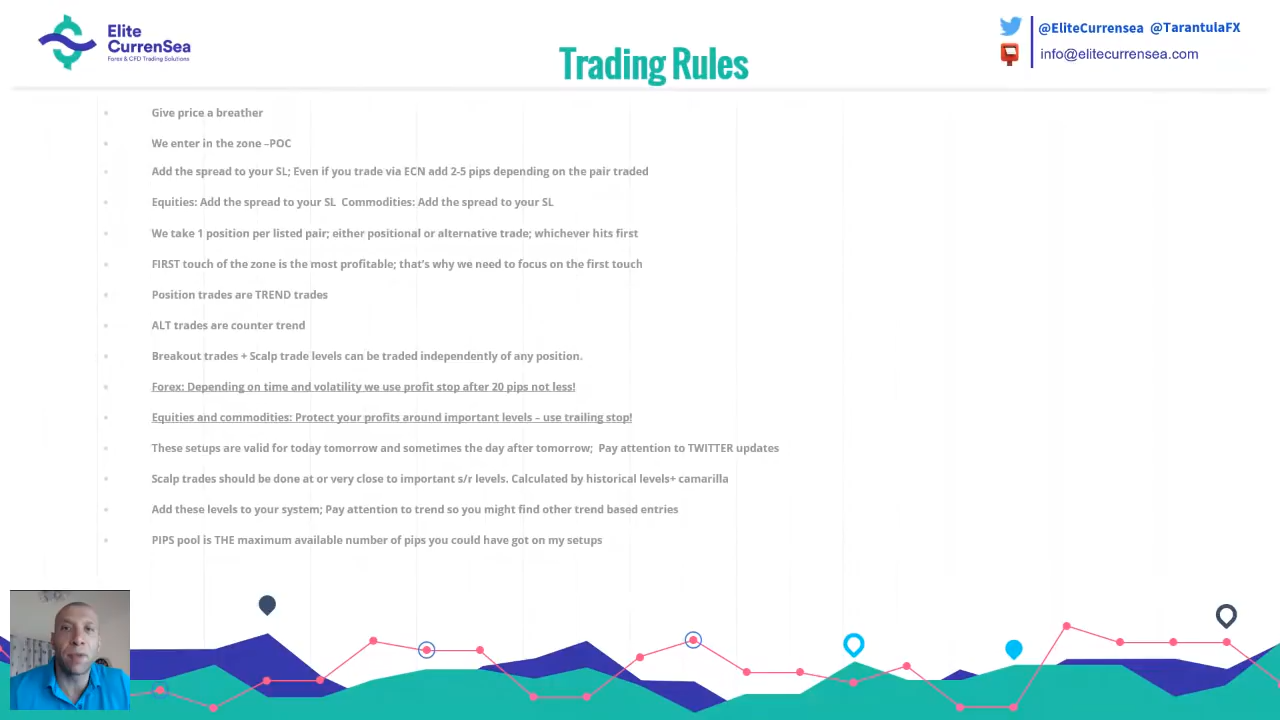 Elite
CurrenSea
Forex & CFD Trading Solutions
Trading Rules
@EliteCurrensea @TarantulaFX
info@elitecurrensea.com
Give price a breather
We enter in the zone –POC
Add the spread to your SL; Even if you trade via ECN add 2-5 pips depending on the pair traded
Equities: Add the spread to your SL Commodities: Add the spread to your SL
We take 1 position per listed pair; either positional or alternative trade; whichever hits first
FIRST touch of the zone is the most profitable; that's why we need to focus on the first touch
Position trades are TREND trades
ALT trades are counter trend
Breakout trades + Scalp trade levels can be traded independently of any position.
Forex: Depending on time and volatility we use profit stop after 20 pips not less!
Equities and commodities: Protect your profits around important levels – use trailing stop!
These setups are valid for today tomorrow and sometimes the day after tomorrow; Pay attention to TWITTER updates
Scalp trades should be done at or very close to important s/r levels. Calculated by historical levels+ camarilla
Add these levels to your system; Pay attention to trend so you might find other trend based entries
PIPS pool is THE maximum available number of pips you could have got on my setups